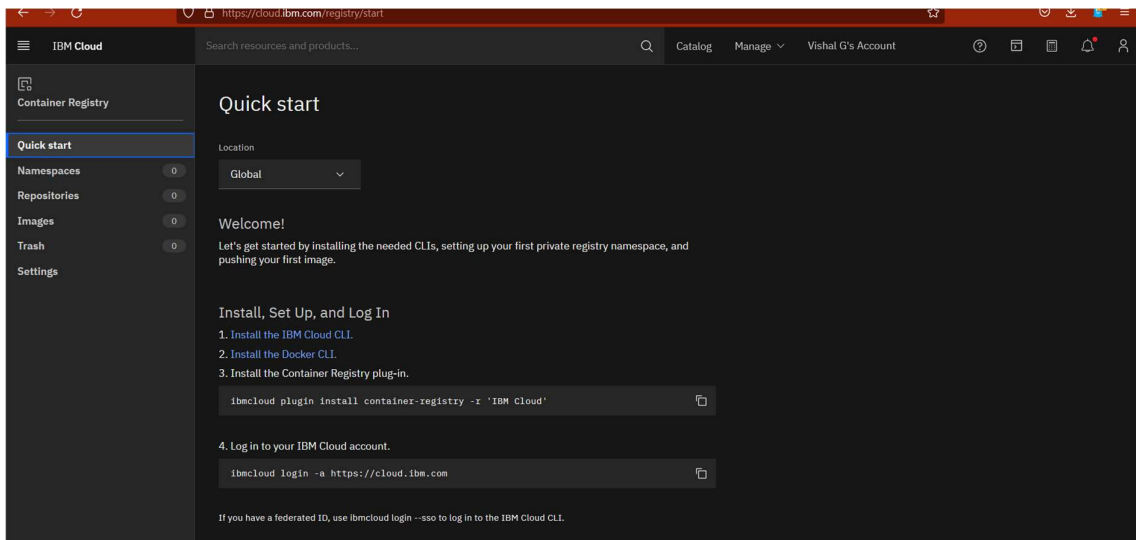 https://cloud.ibm.com/registry/start
IBM Cloud
Search resources and products...
Catalog
Manage
Vishal G's Account
Container Registry
Quick start
Namespaces 0
Repositories 0
Images 0
Trash 0
Settings
Quick start
Location
Global
Welcome!
Let's get started by installing the needed CLIs, setting up your first private registry namespace, and
pushing your first image.
Install, Set Up, and Log In
1. Install the IBM Cloud CLI.
2. Install the Docker CLI.
3. Install the Container Registry plug-in.
ibmcloud plugin install container-registry -r 'IBM Cloud'
4. Log in to your IBM Cloud account.
ibmcloud login -a https://cloud.ibm.com
If you have a federated ID, use ibmcloud login --sso to log in to the IBM Cloud CLI.